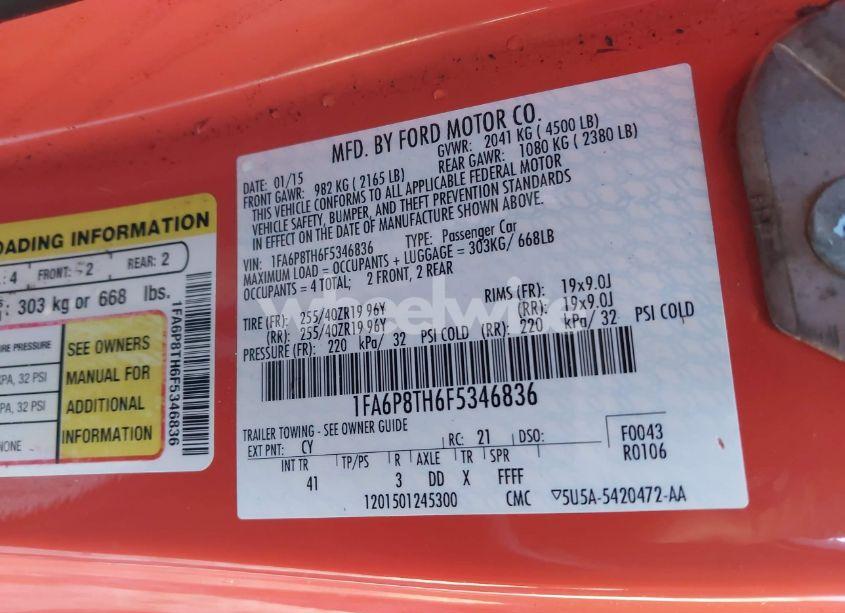 OADING INFORMATION
: 4 FRONT: 2 REAR: 2
: 303 kg or 668 lbs.
IRE PRESSURE
SEE OWNERS
PA, 32 PSI
MANUAL FOR
PA, 32 PSI
ADDITIONAL
NONE
INFORMATION
1FA6P8TH6F5346836
MFD. BY FORD MOTOR CO.
DATE: 01/15 GVWR: 2041 KG ( 4500 LB)
FRONT GAWR: 982 KG ( 2165 LB) REAR GAWR: 1080 KG ( 2380 LB)
THIS VEHICLE CONFORMS TO ALL APPLICABLE FEDERAL MOTOR
VEHICLE SAFETY, BUMPER, AND THEFT PREVENTION STANDARDS
IN EFFECT ON THE DATE OF MANUFACTURE SHOWN ABOVE.
VIN: 1FA6P8TH6F5346836 TYPE: Passenger Car
MAXIMUM LOAD = OCCUPANTS + LUGGAGE = 303KG/ 668LB
OCCUPANTS = 4 TOTAL; 2 FRONT, 2 REAR
wheelwise
TIRE (FR): 255/40ZR19 96Y RIMS (FR): 19x9.0J
(RR): 255/40ZR19 96Y (RR): 19x9.0J
PRESSURE (FR): 220 kPa/ 32 PSI COLD (RR): 220 kPa/ 32 PSI COLD
1FA6P8TH6F5346836
TRAILER TOWING - SEE OWNER GUIDE
EXT PNT: CY RC: 21 DSO: F0043
INT TR TP/PS R AXLE TR SPR R0106
41 3 DD X FFFF
1201501245300 CMC ▽5U5A-5420472-AA